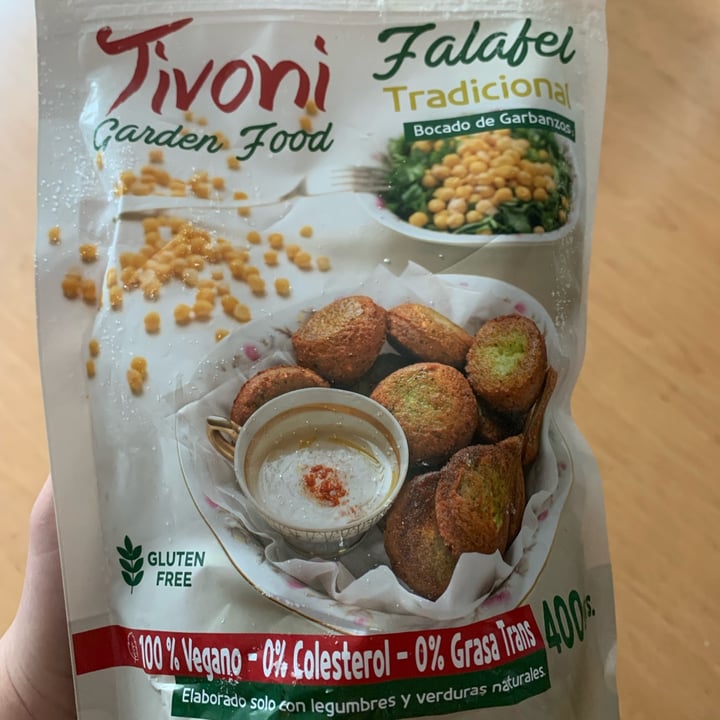 Tivoni
Garden Food
Falafel
Tradicional
Bocado de Garbanzos.
GLUTEN
FREE
400 s.
100 % Vegano - 0% Colesterol - 0% Grasa Trans
Elaborado solo con legumbres y verduras naturales.